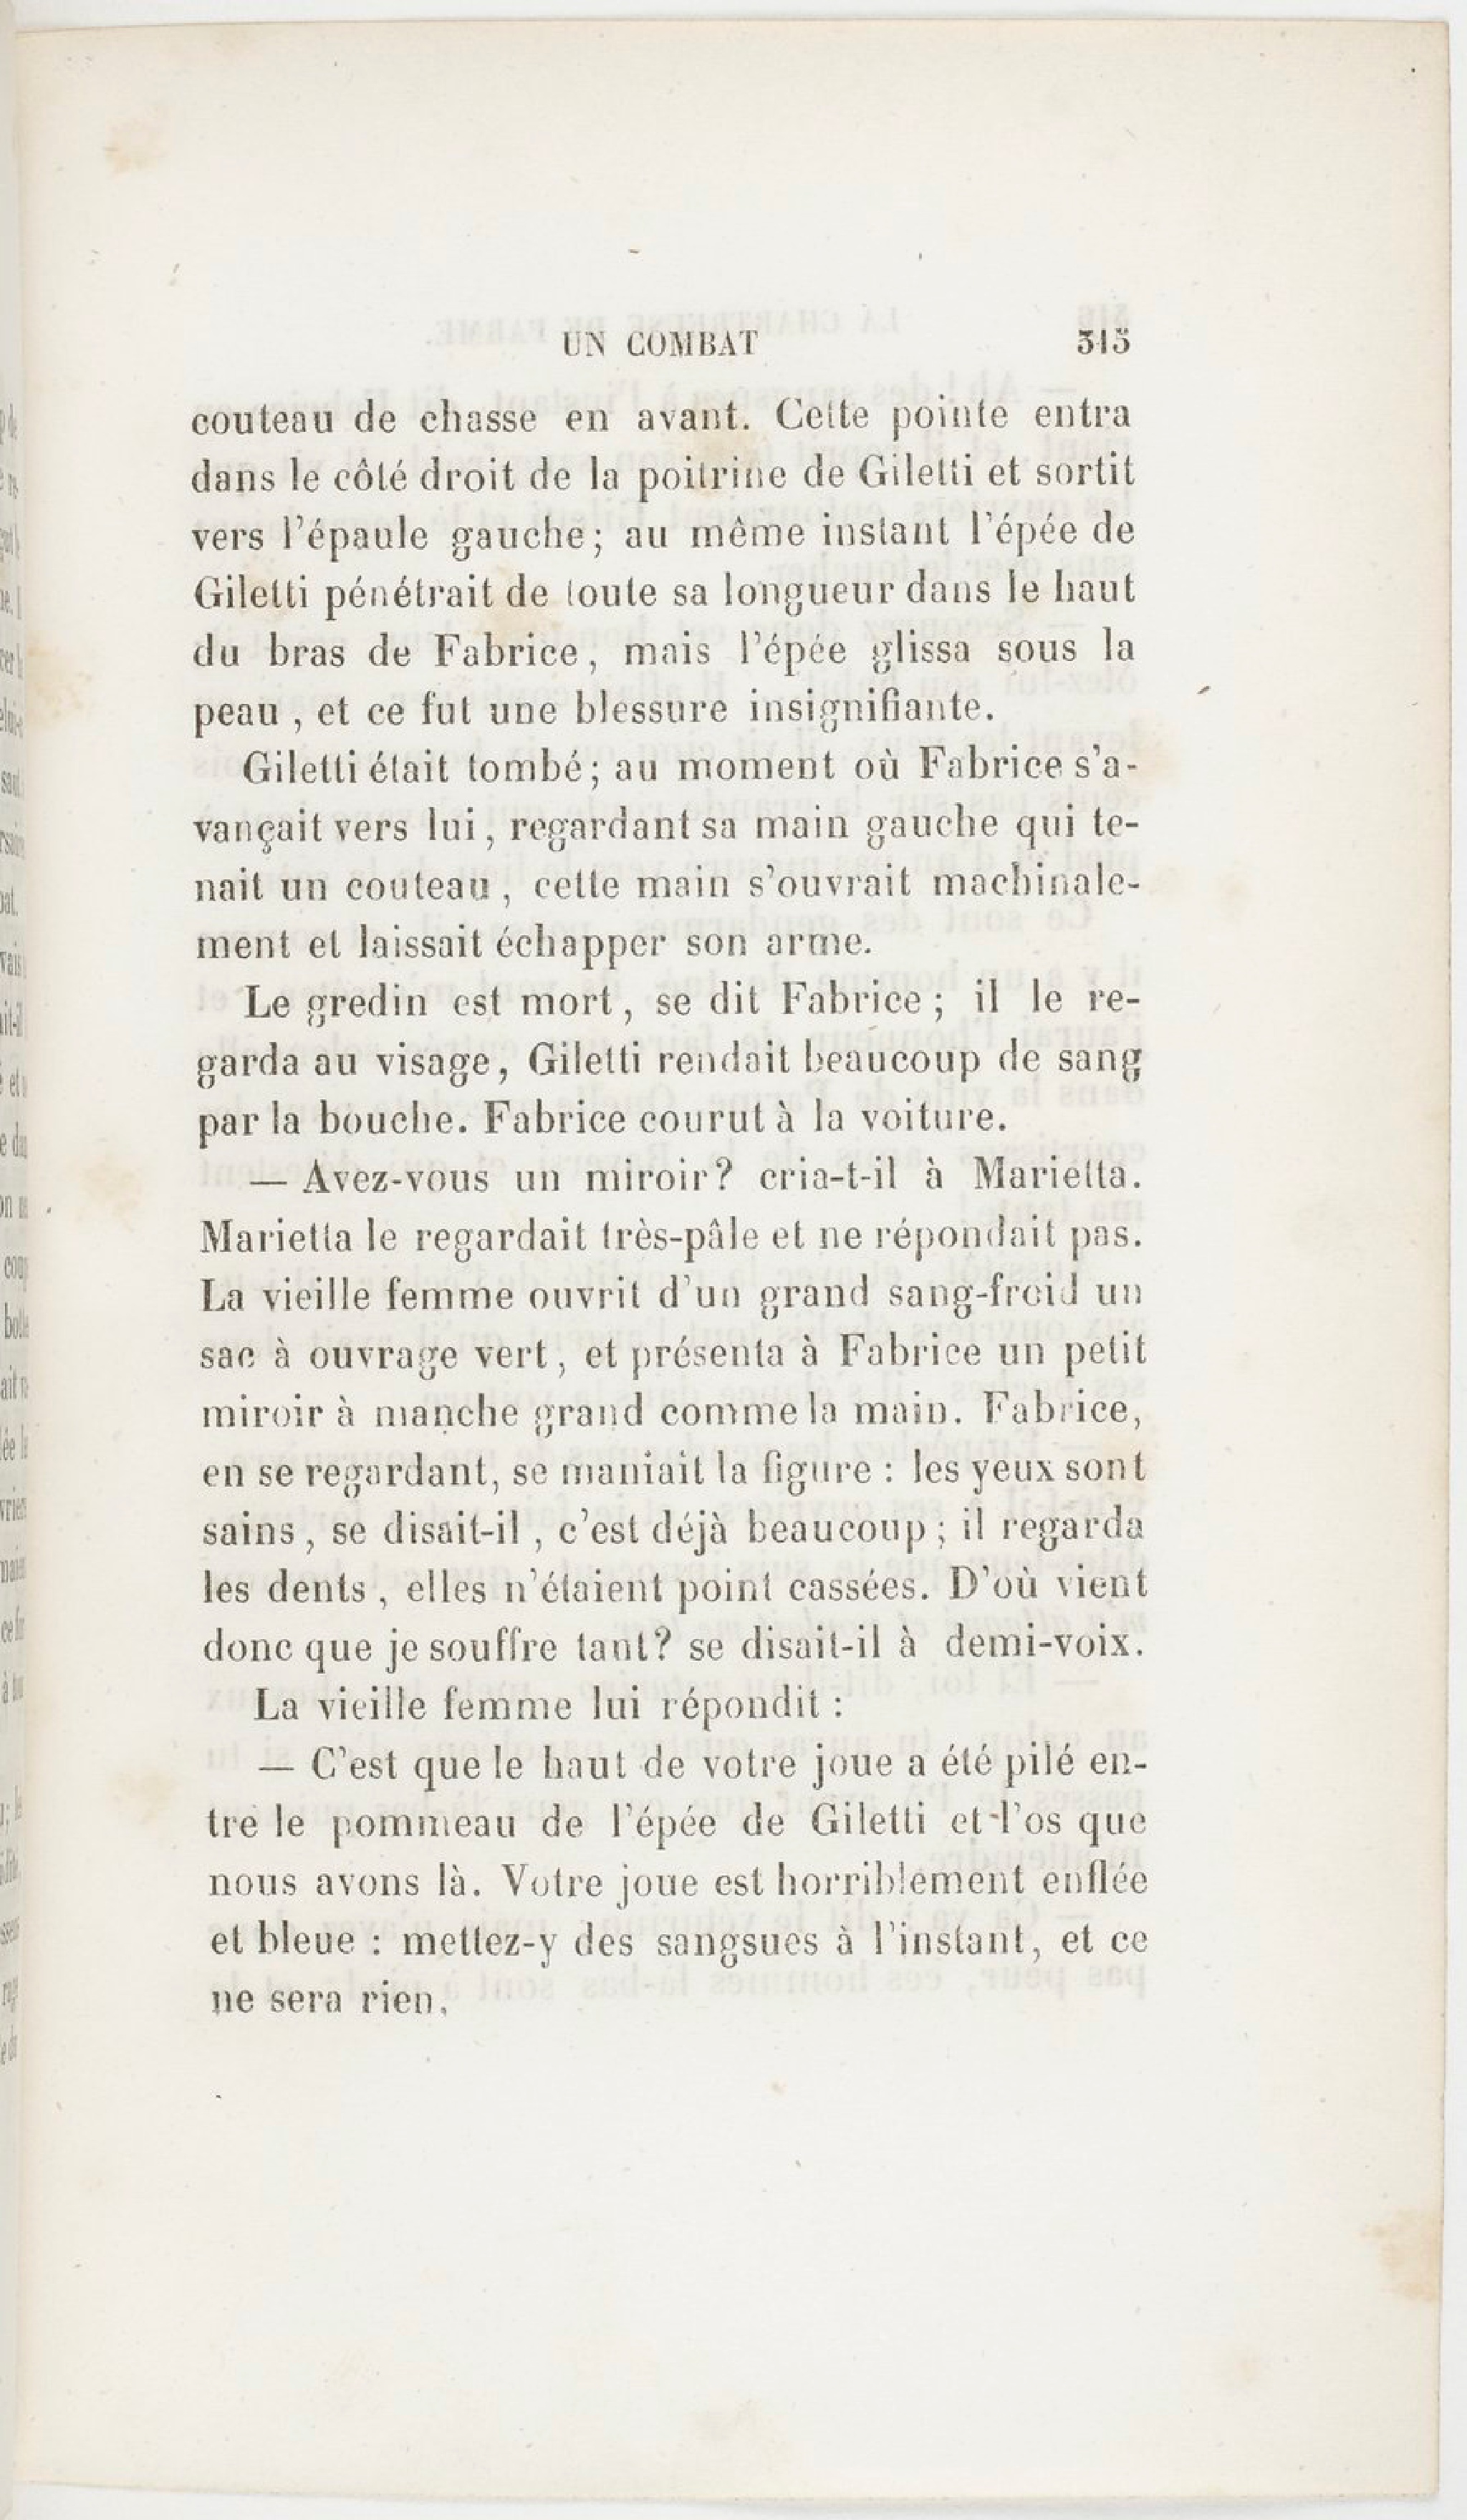 UN COMBAT 315
couteau de chasse en avant. Cette pointe entra
dans le côté droit de la poitrine de Giletti et sortit
vers l'épaule gauche; au même instant l'épée de
Giletti pénétrait de toute sa longueur dans le haut
du bras de Fabrice, mais l'épée glissa sous la
peau, et ce fut une blessure insignifiante.
Giletti était tombé; au moment où Fabrice s'a-
vançait vers lui, regardant sa main gauche qui te-
nait un couteau, cette main s'ouvrait machinale-
ment et laissait échapper son arme.
Le gredin est mort, se dit Fabrice; il le re-
garda au visage, Giletti rendait beaucoup de sang
par la bouche. Fabrice courut à la voiture.
— Avez-vous un miroir? cria-t-il à Marietta.
Marietta le regardait très-pâle et ne répondait pas.
La vieille femme ouvrit d'un grand sang-froid un
sac à ouvrage vert, et présenta à Fabrice un petit
miroir à manche grand comme la main. Fabrice,
en se regardant, se maniait la figure : les yeux sont
sains, se disait-il, c'est déjà beaucoup; il regarda
les dents, elles n'étaient point cassées. D'où vient
donc que je souffre tant? se disait-il à demi-voix.
La vieille femme lui répondit :
— C'est que le haut de votre joue a été pilé en-
tre le pommeau de l'épée de Giletti et l'os que
nous avons là. Votre joue est horriblement enflée
et bleue : mettez-y des sangsues à l'instant, et ce
ne sera rien.